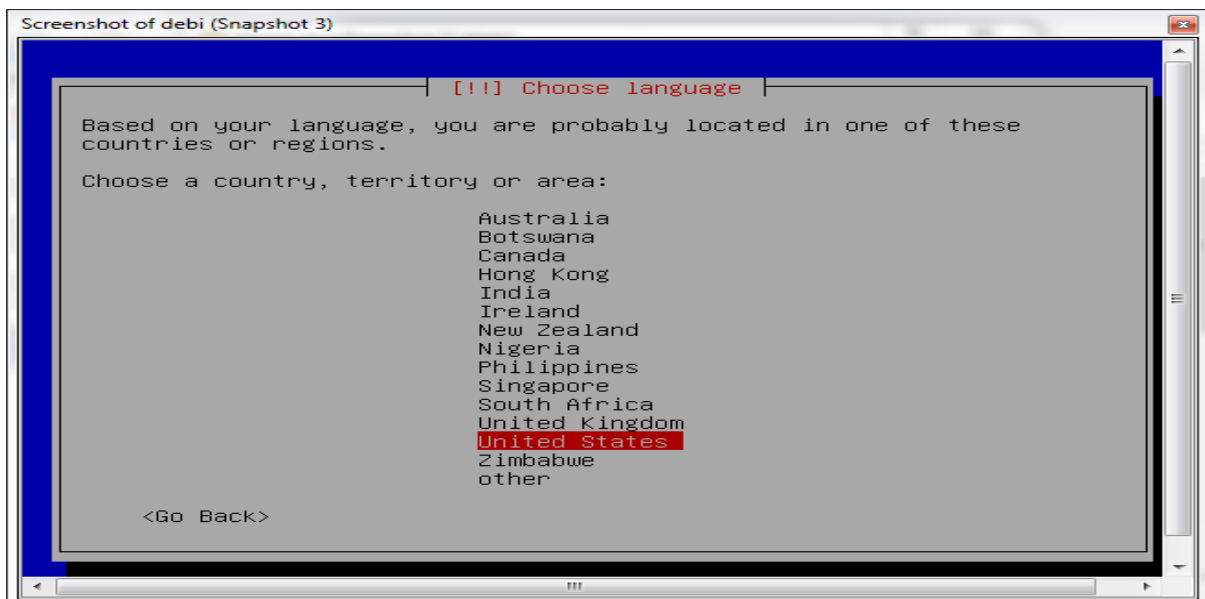 Screenshot of debi (Snapshot 3)
[!!] Choose language
Based on your language, you are probably located in one of these
countries or regions.
Choose a country, territory or area:
Australia
Botswana
Canada
Hong Kong
India
Ireland
New Zealand
Nigeria
Philippines
Singapore
South Africa
United Kingdom
United States
Zimbabwe
other
<Go Back>